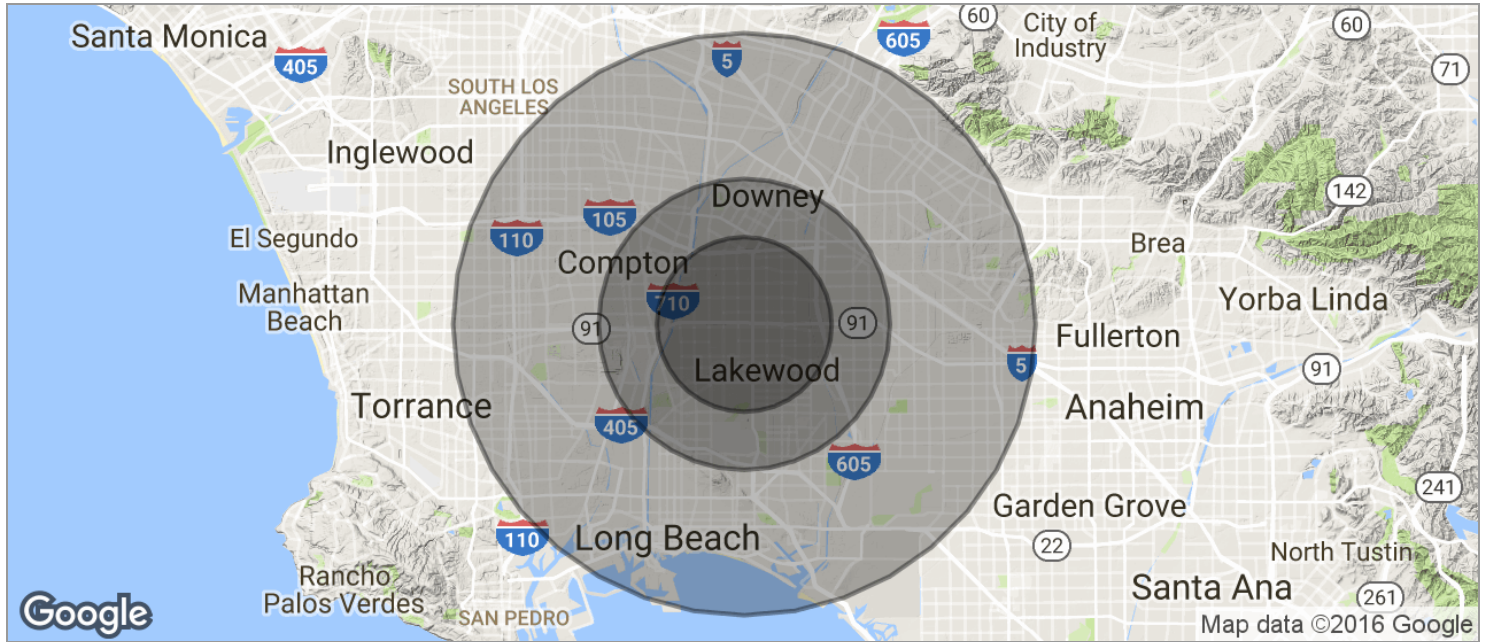 Santa Monica
405
SOUTH LOS
ANGELES
5
605
60
City of
Industry
60
71
Inglewood
142
Downey
105
110
El Segundo
Compton
Brea
710
Manhattan
Beach
Yorba Linda
91
91
Fullerton
5
91
Lakewood
Torrance
405
Anaheim
605
241
Garden Grove
110
Long Beach
22
North Tustin
Rancho
Palos Verdes
SAN PEDRO
Santa Ana
261
Google
Map data ©2016 Google